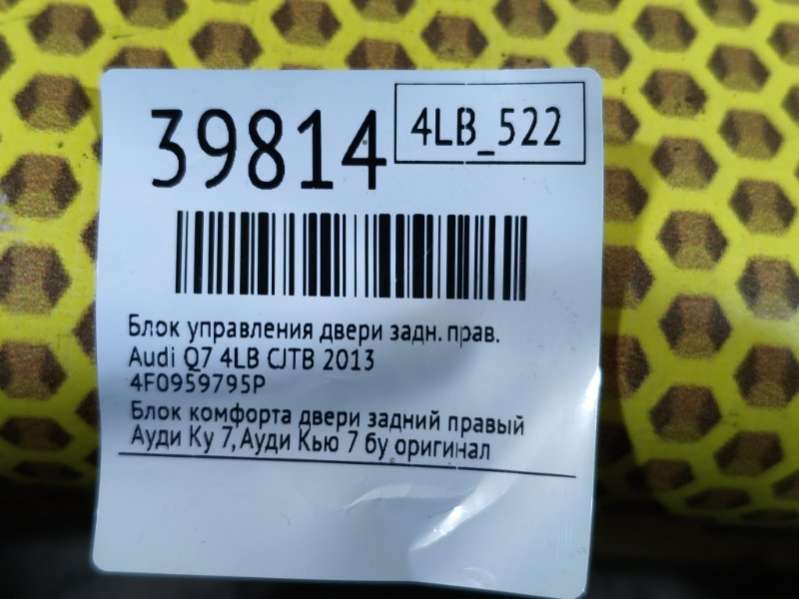 39814
4LB_522
Блок управления двери задн. прав.
Audi Q7 4LB CJTB 2013
4F0959795P
Блок комфорта двери задний правый
Ауди Ку 7, Ауди Кью 7 бу оригинал